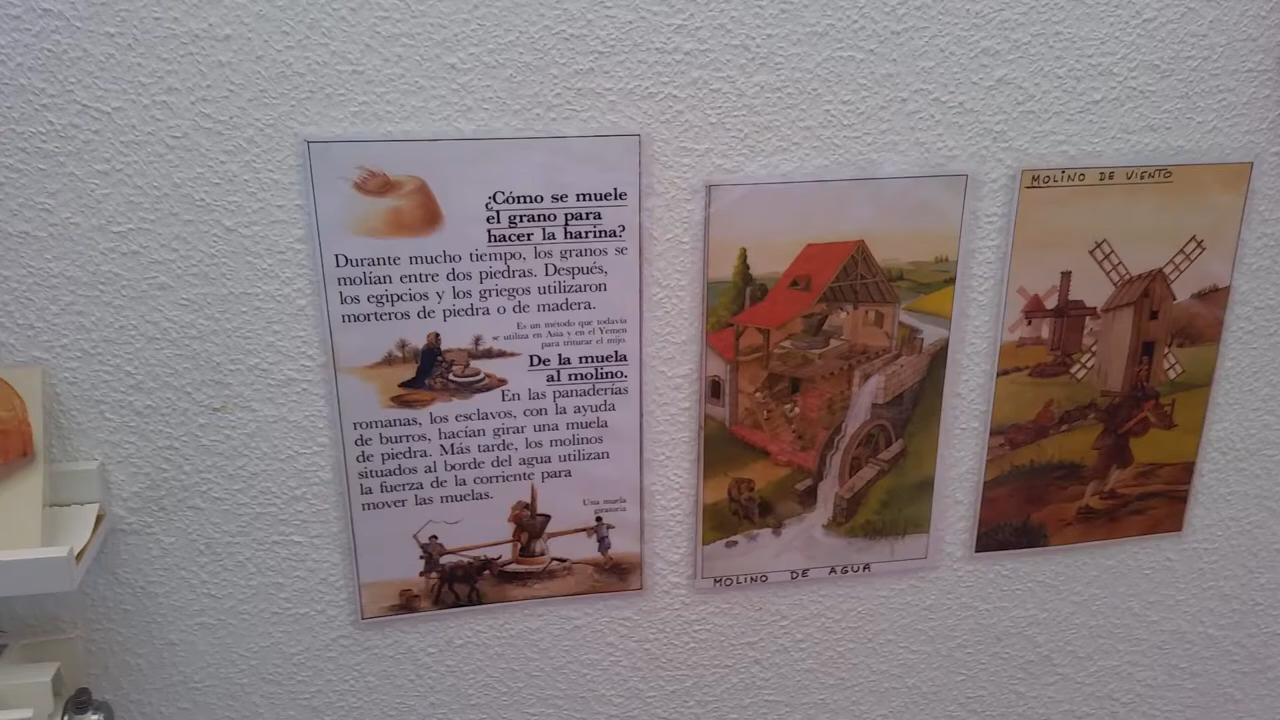 ¿Cómo se muele
el grano para
hacer la harina?
Durante mucho tiempo, los granos se
molían entre dos piedras. Después,
los egipcios y los griegos utilizaron
morteros de piedra o de madera.
Es un método que todavía
se utiliza en Asia y en el Yemen
para triturar el mijo.
De la muela
al molino.
En las panaderías
romanas, los esclavos, con la ayuda
de burros, hacían girar una muela
de piedra. Más tarde, los molinos
situados al borde del agua utilizan
la fuerza de la corriente para
mover las muelas.
Una muela
giratoria
MOLINO DE AGUA
MOLINO DE VIENTO